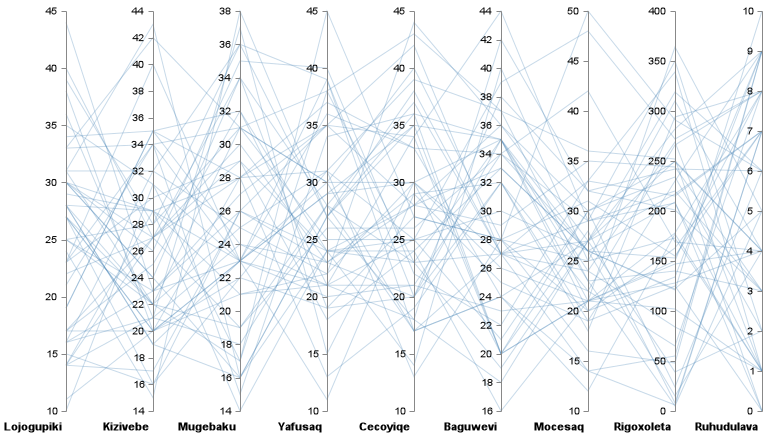 45 44 38 45 45 44 50 400 10
42 36 42 45 350 9
40 40 34 40 40 40 40 300 8
38 32 38
35 36 30 35 35 36 35 250 7
34 28 34
30 32 26 30 30 32 30 200 6
30 24 30
25 28 22 25 25 28 25 150 5
26 20 26
20 24 18 20 20 24 20 100 4
22 16 22
15 20 14 15 15 20 15 50 3
18 18 2
10 16 10 10 16 10 0 1
14 0
Lojogupiki Kizivebe Mugebaku Yafusaq Cecoyiqe Baguwevi Mocesaq Rigoxoleta Ruhudulava